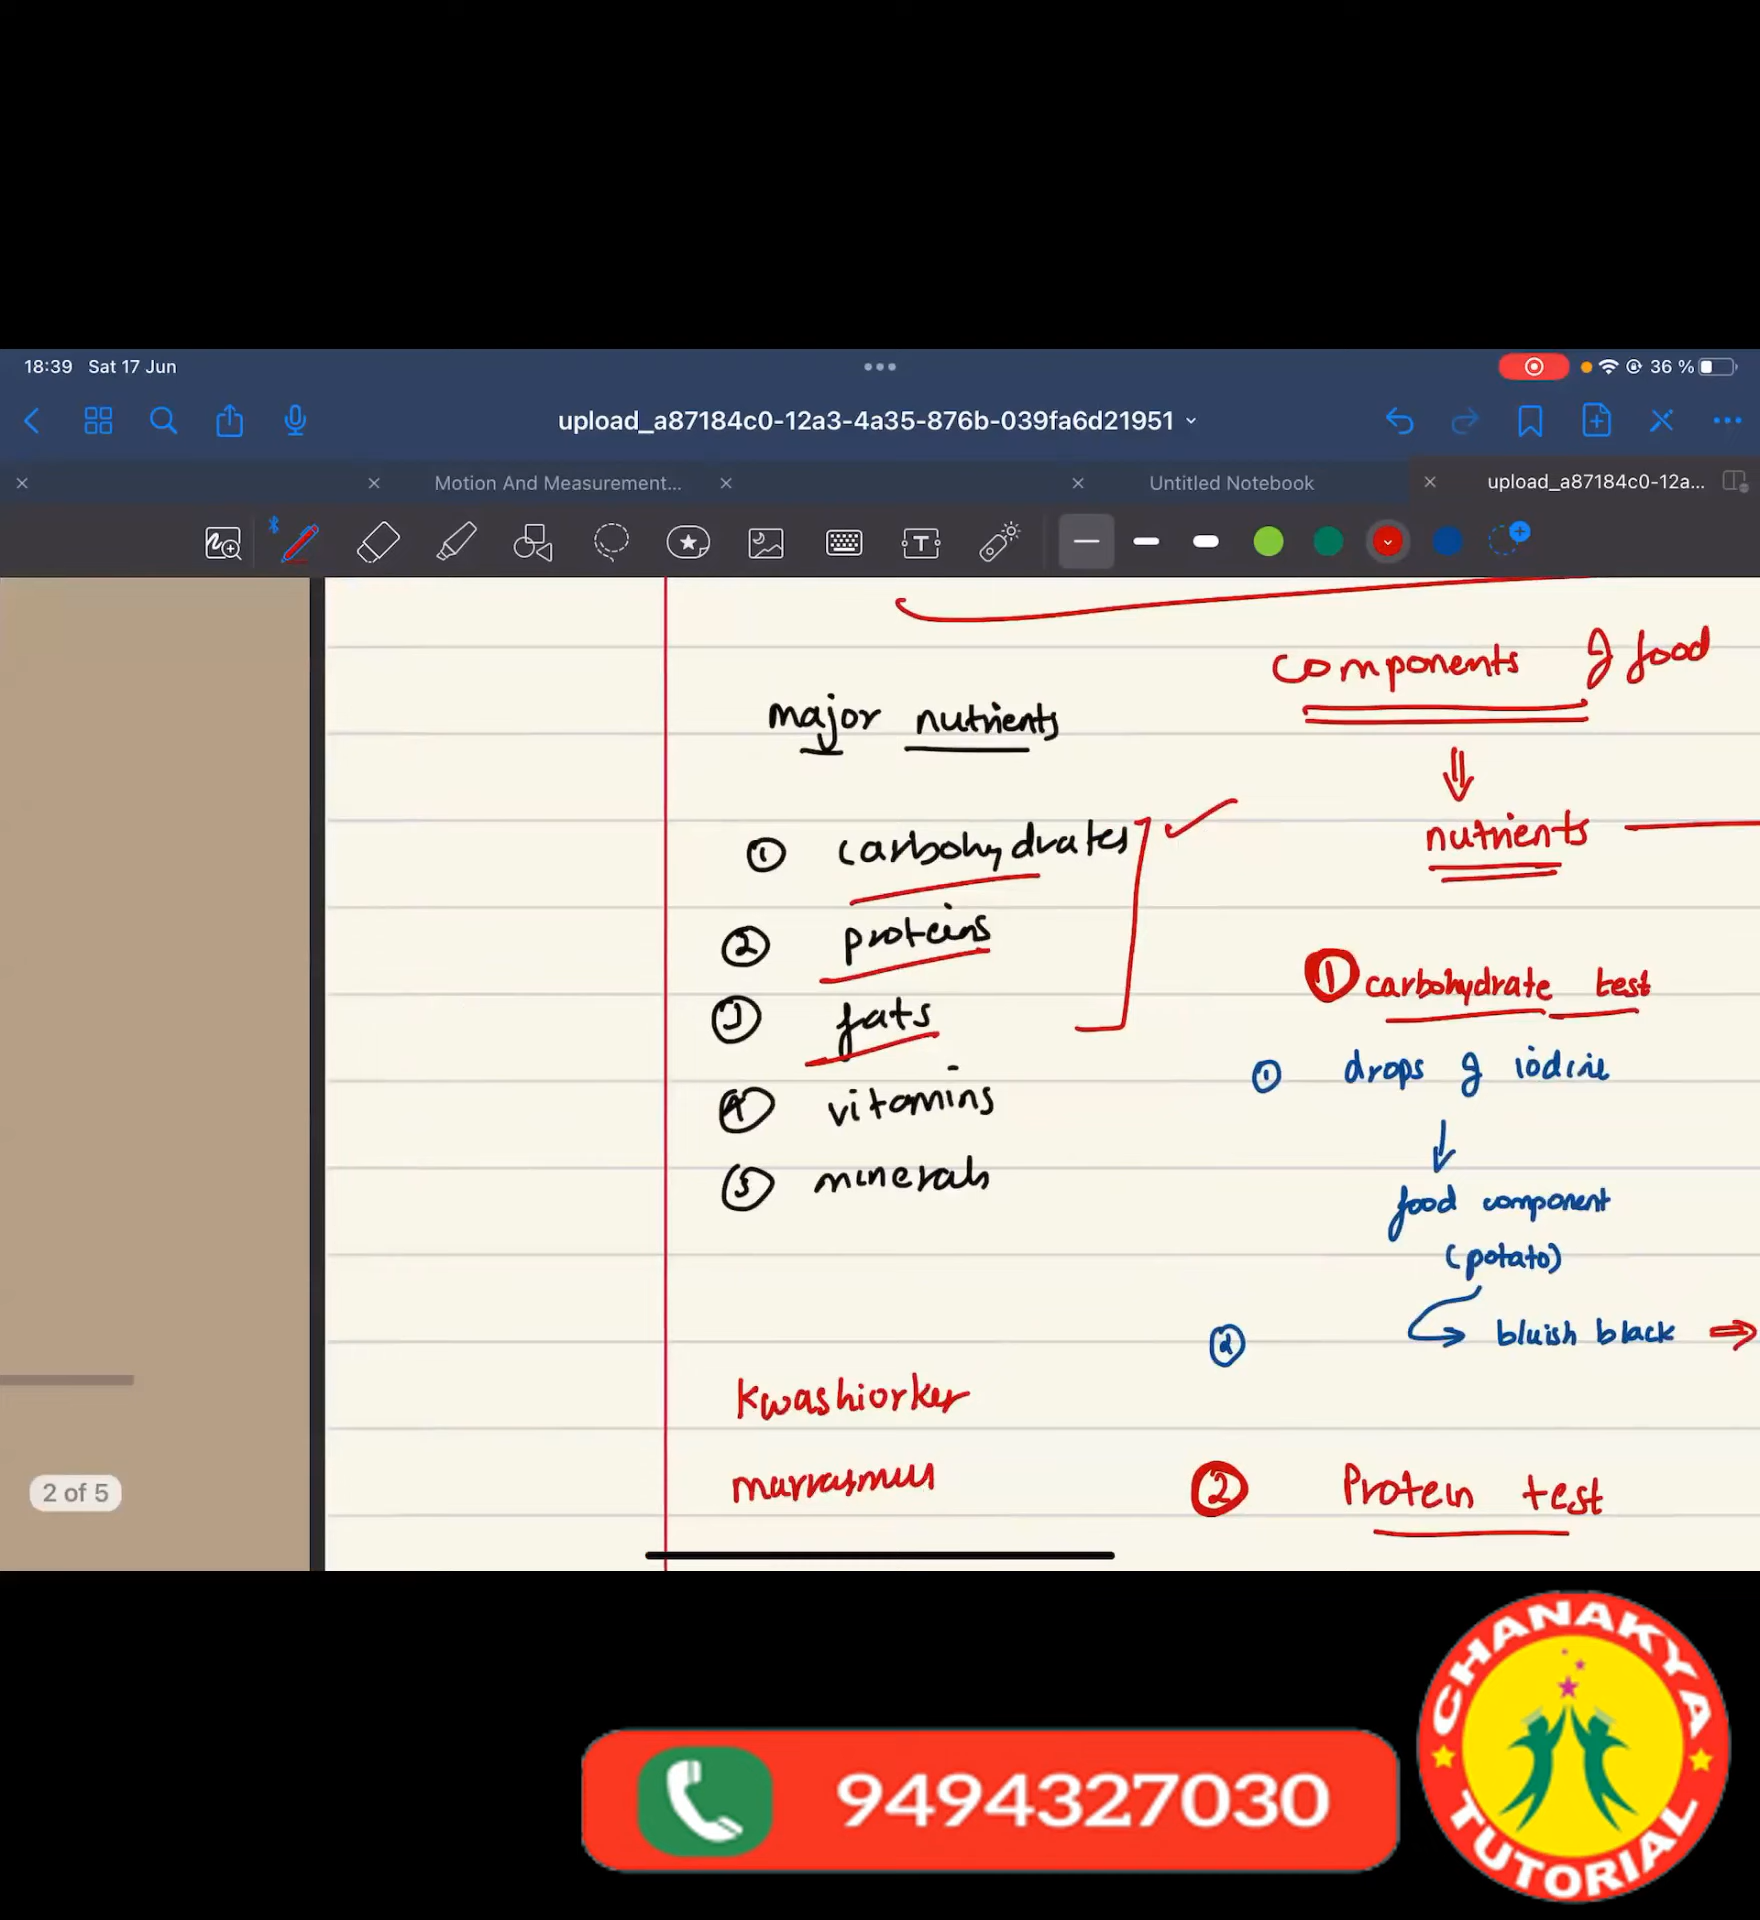 18:39 Sat 17 Jun
36 %
upload_a87184c0-12a3-4a35-876b-039fa6d21951
Motion And Measurement...
Untitled Notebook
upload_a87184c0-12a...
components of food
major nutrients
nutrients
① carbohydrates
② proteins
③ fats
④ vitamins
⑤ minerals
① carbohydrate test
① drops of iodine
food component
(potato)
② bluish black
Kwashiorker
marrasmus
② Protein test
2 of 5
9494327030
CHANAKYA
TUTORIAL